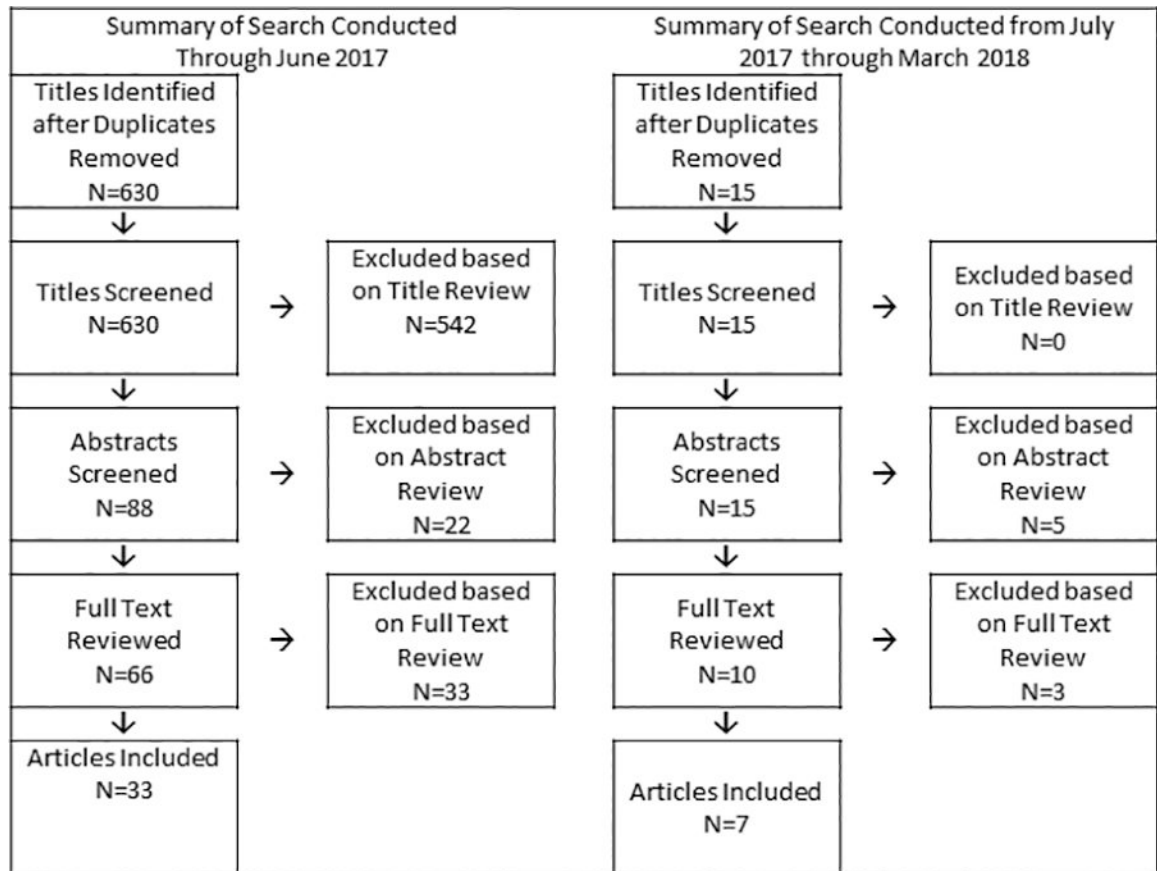 Summary of Search Conducted
Through June 2017
Titles Identified
after Duplicates
Removed
N=630
↓
Titles Screened
N=630
→
Excluded based
on Title Review
N=542
↓
Abstracts
Screened
N=88
→
Excluded based
on Abstract
Review
N=22
↓
Full Text
Reviewed
N=66
→
Excluded based
on Full Text
Review
N=33
↓
Articles Included
N=33
Summary of Search Conducted from July
2017 through March 2018
Titles Identified
after Duplicates
Removed
N=15
↓
Titles Screened
N=15
→
Excluded based
on Title Review
N=0
↓
Abstracts
Screened
N=15
→
Excluded based
on Abstract
Review
N=5
↓
Full Text
Reviewed
N=10
→
Excluded based
on Full Text
Review
N=3
↓
Articles Included
N=7